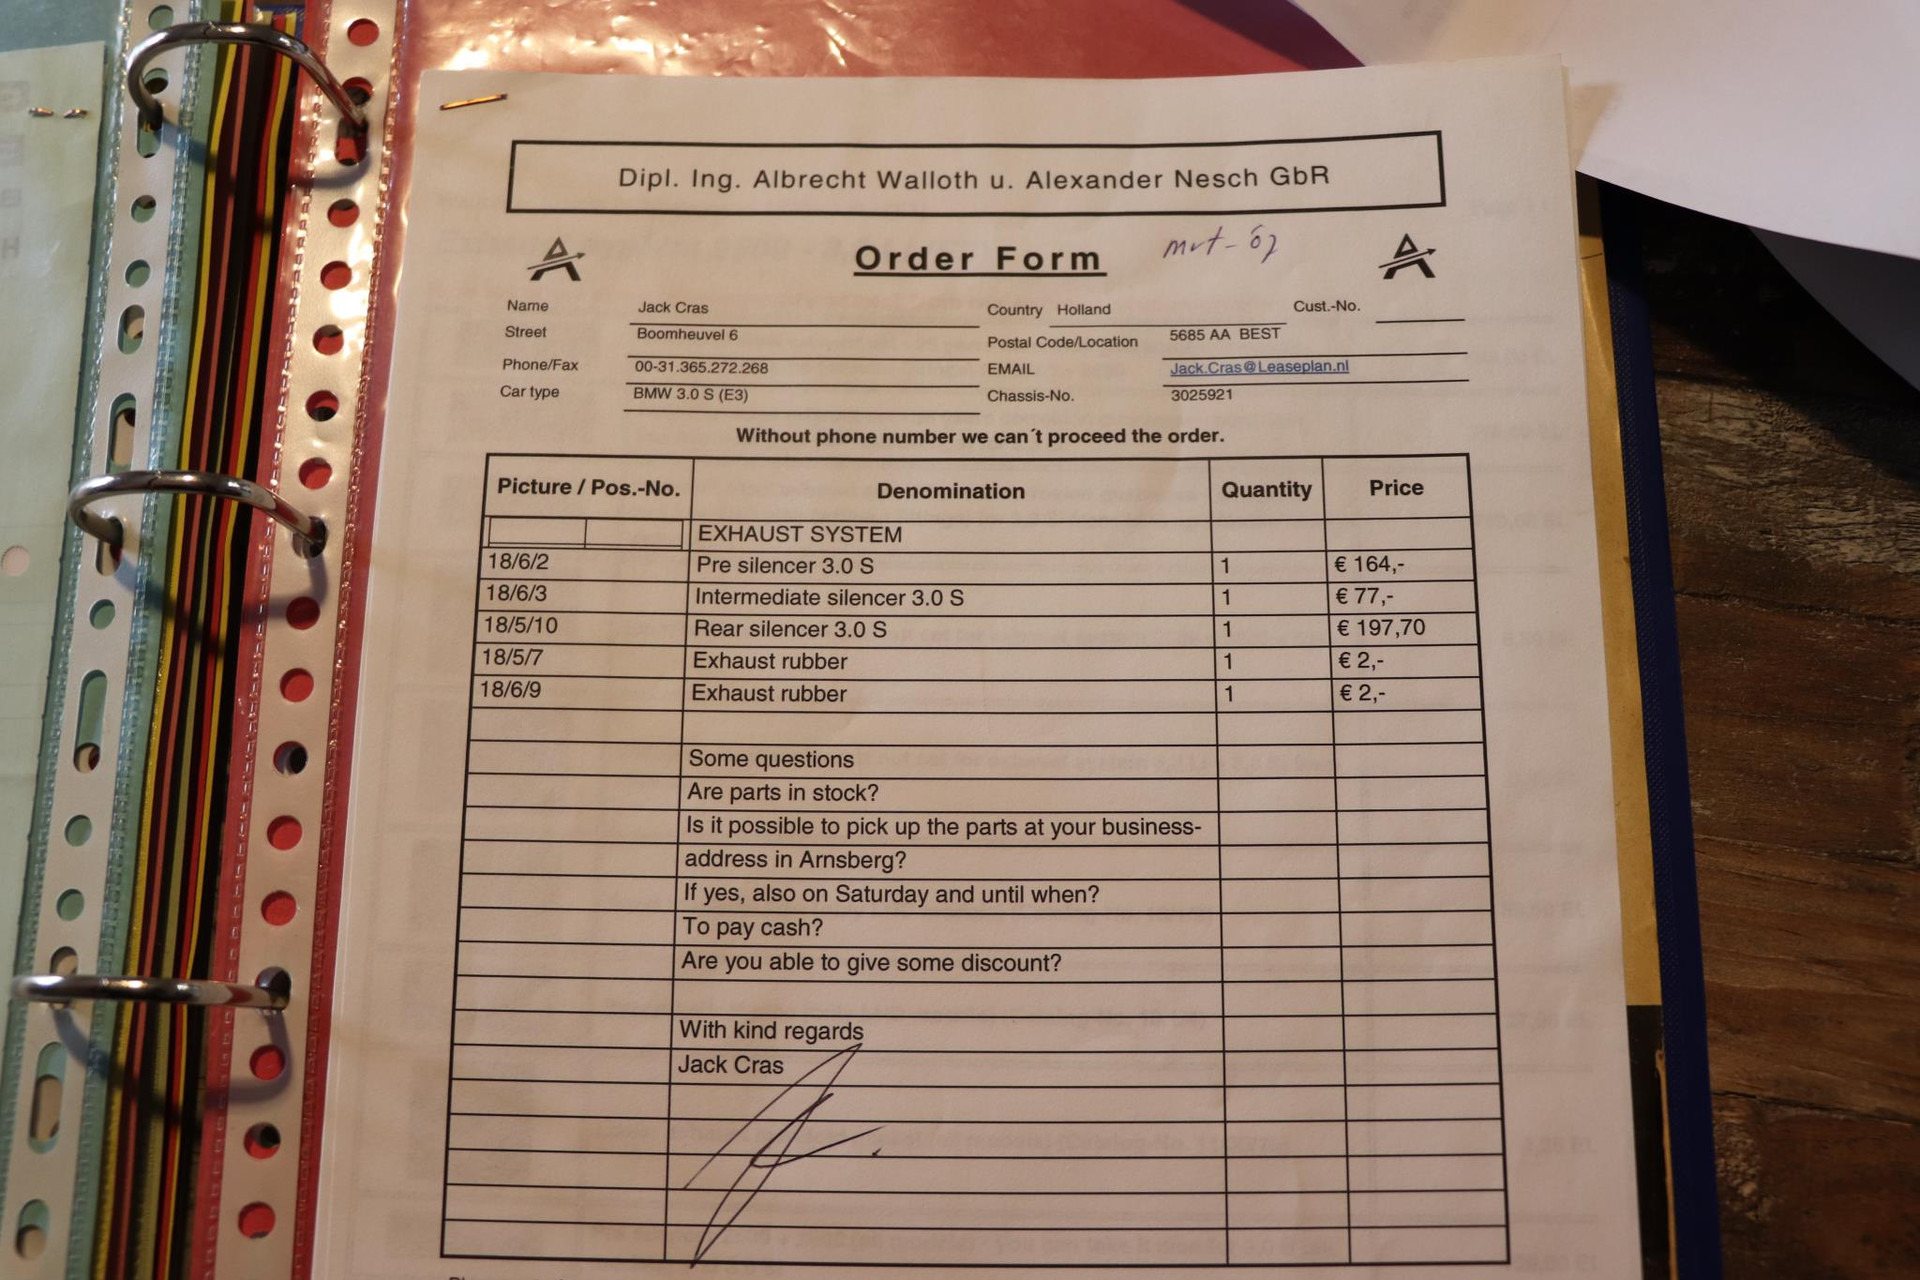 Dipl. Ing. Albrecht Walloth u. Alexander Nesch GbR
Order Form mrt-07
Name Jack Cras Country Holland Cust.-No.
Street Boomheuvel 6 Postal Code/Location 5685 AA BEST
Phone/Fax 00-31.365.272.268 EMAIL Jack.Cras@Leaseplan.nl
Car type BMW 3.0 S (E3) Chassis-No. 3025921
Without phone number we can´t proceed the order.
Picture / Pos.-No. Denomination Quantity Price
EXHAUST SYSTEM
18/6/2 Pre silencer 3.0 S 1 € 164,-
18/6/3 Intermediate silencer 3.0 S 1 € 77,-
18/5/10 Rear silencer 3.0 S 1 € 197,70
18/5/7 Exhaust rubber 1 € 2,-
18/6/9 Exhaust rubber 1 € 2,-
Some questions
Are parts in stock?
Is it possible to pick up the parts at your business-
address in Arnsberg?
If yes, also on Saturday and until when?
To pay cash?
Are you able to give some discount?
With kind regards
Jack Cras